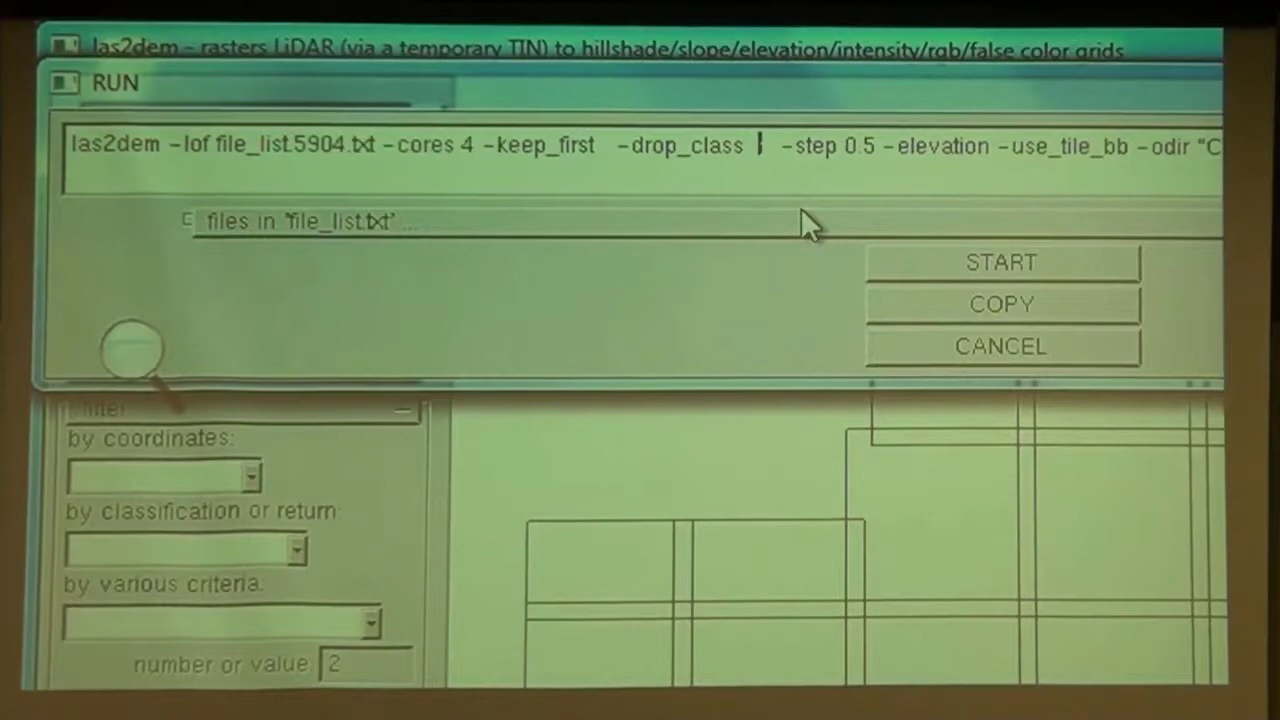 las2dem - rasters LiDAR (via a temporary TIN) to hillshade/slope/elevation/intensity/rgb/false color grids
RUN
las2dem -lof file_list.5904.txt -cores 4 -keep_first -drop_class -step 0.5 -elevation -use_tile_bb -odir "C
files in 'file_list.txt' ...
START
COPY
CANCEL
filter
by coordinates:
by classification or return:
by various criteria:
number or value: 2